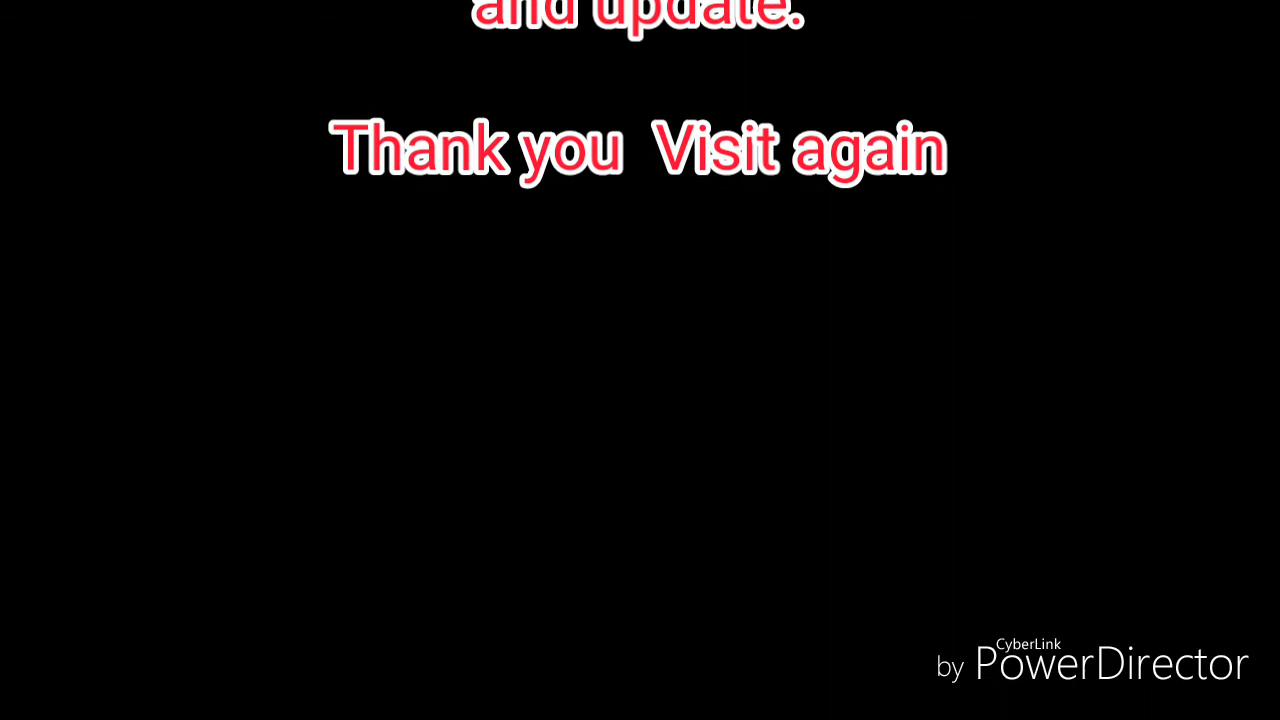 and update.
Thank you Visit again
CyberLink
by PowerDirector